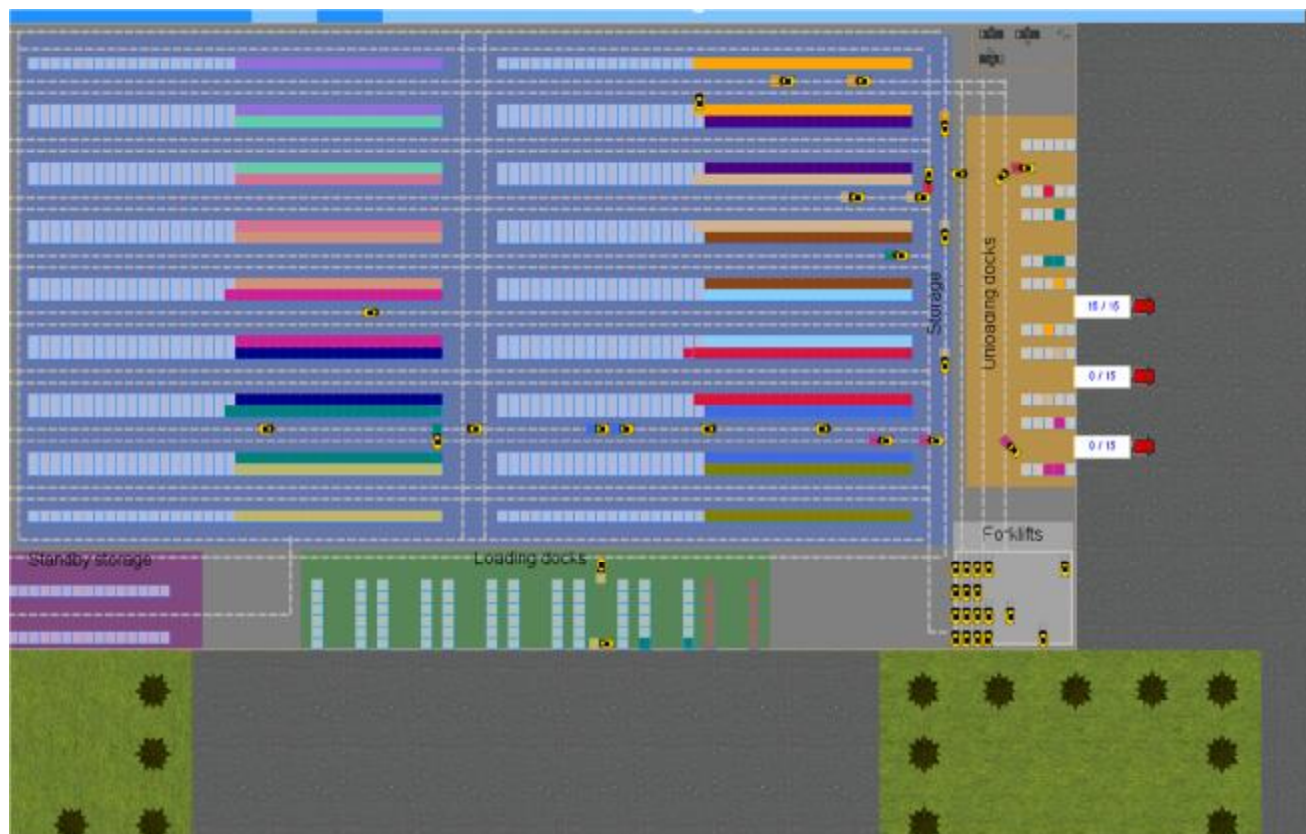 Storage
Unloading docks
15 / 15
0 / 15
0 / 15
Forklifts
Standby storage
Loading docks